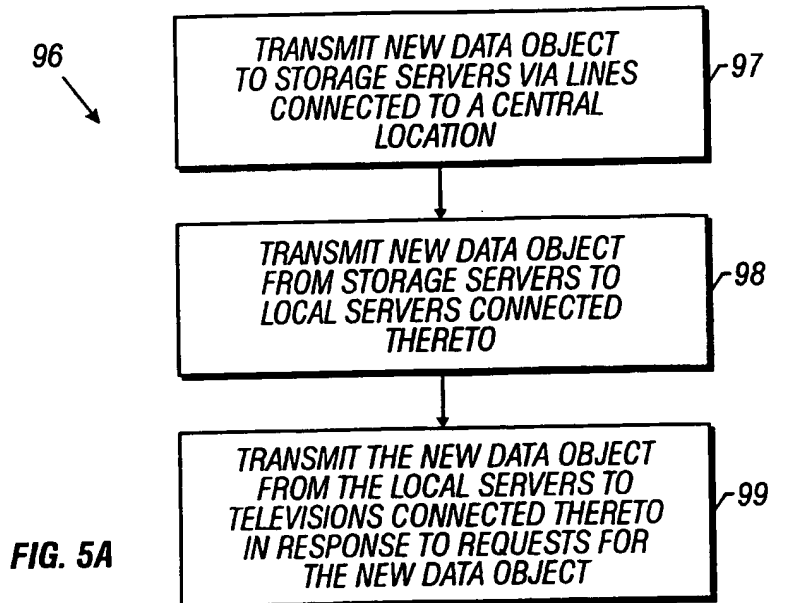 96
TRANSMIT NEW DATA OBJECT
TO STORAGE SERVERS VIA LINES
CONNECTED TO A CENTRAL
LOCATION
97
TRANSMIT NEW DATA OBJECT
FROM STORAGE SERVERS TO
LOCAL SERVERS CONNECTED
THERETO
98
TRANSMIT THE NEW DATA OBJECT
FROM THE LOCAL SERVERS TO
TELEVISIONS CONNECTED THERETO
IN RESPONSE TO REQUESTS FOR
THE NEW DATA OBJECT
99
FIG. 5A